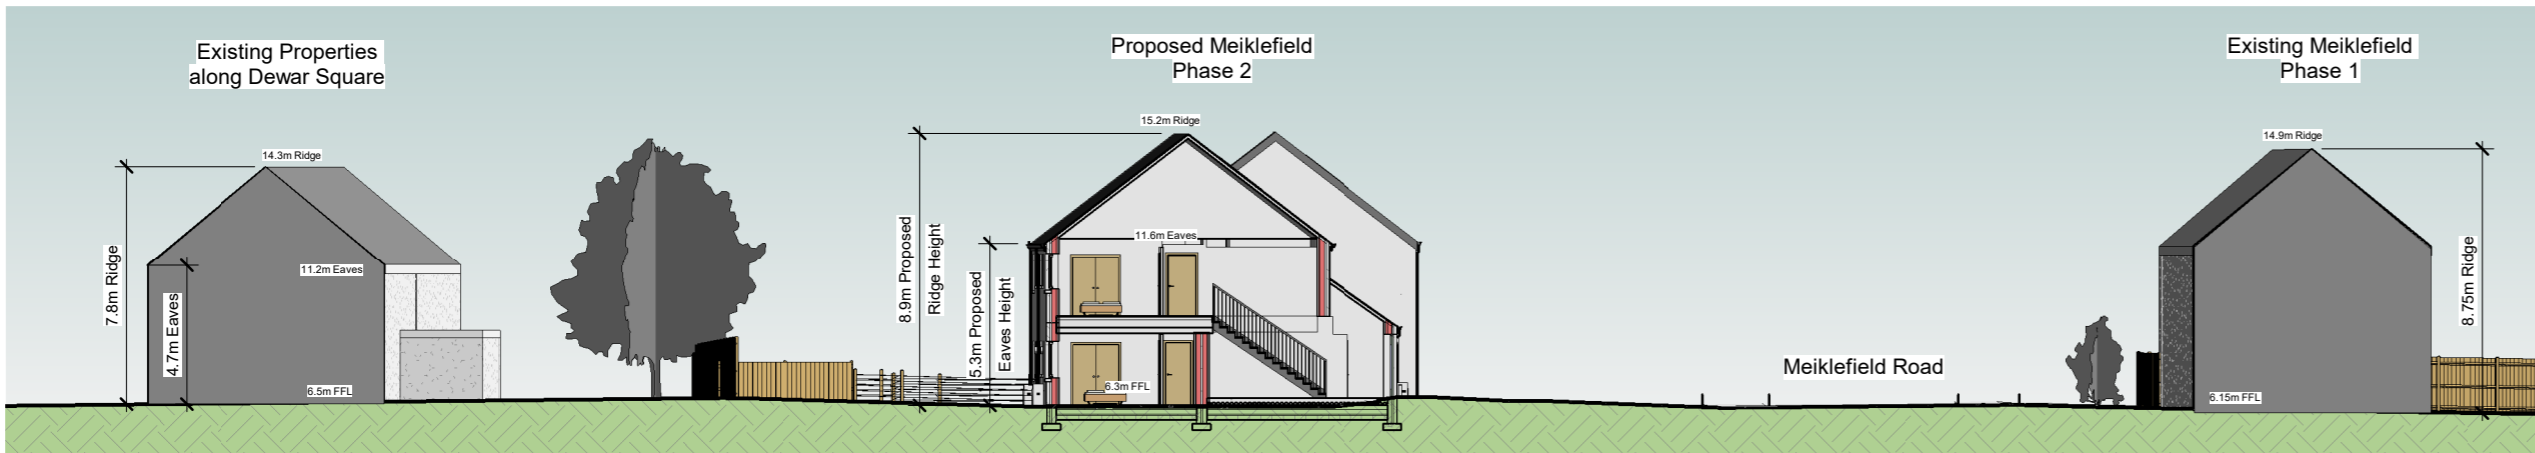 Existing Properties
along Dewar Square
14.3m Ridge
7.8m Ridge
11.2m Eaves
4.7m Eaves
6.5m FFL
Proposed Meiklefield
Phase 2
15.2m Ridge
8.9m Proposed
Ridge Height
11.6m Eaves
5.3m Proposed
Eaves Height
6.3m FFL
Meiklefield Road
Existing Meiklefield
Phase 1
14.9m Ridge
8.75m Ridge
6.15m FFL